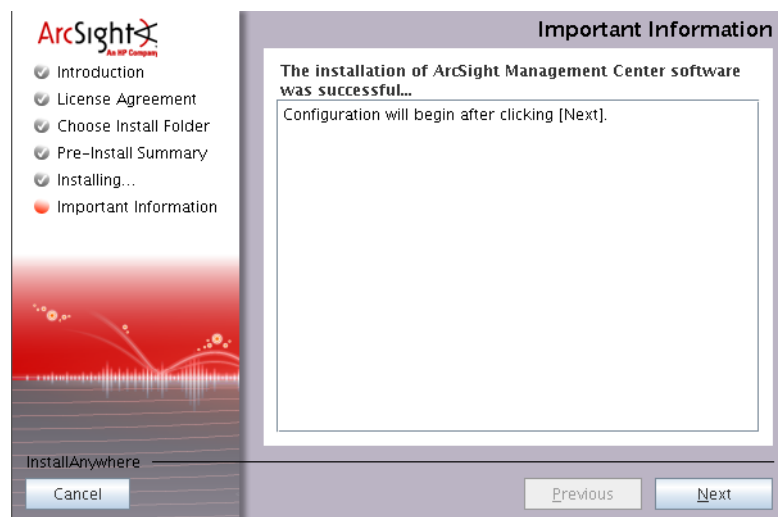 ArcSight
An HP Company
Introduction
License Agreement
Choose Install Folder
Pre-Install Summary
Installing...
Important Information
Important Information
The installation of ArcSight Management Center software
was successful...
Configuration will begin after clicking [Next].
InstallAnywhere
Cancel
Previous
Next